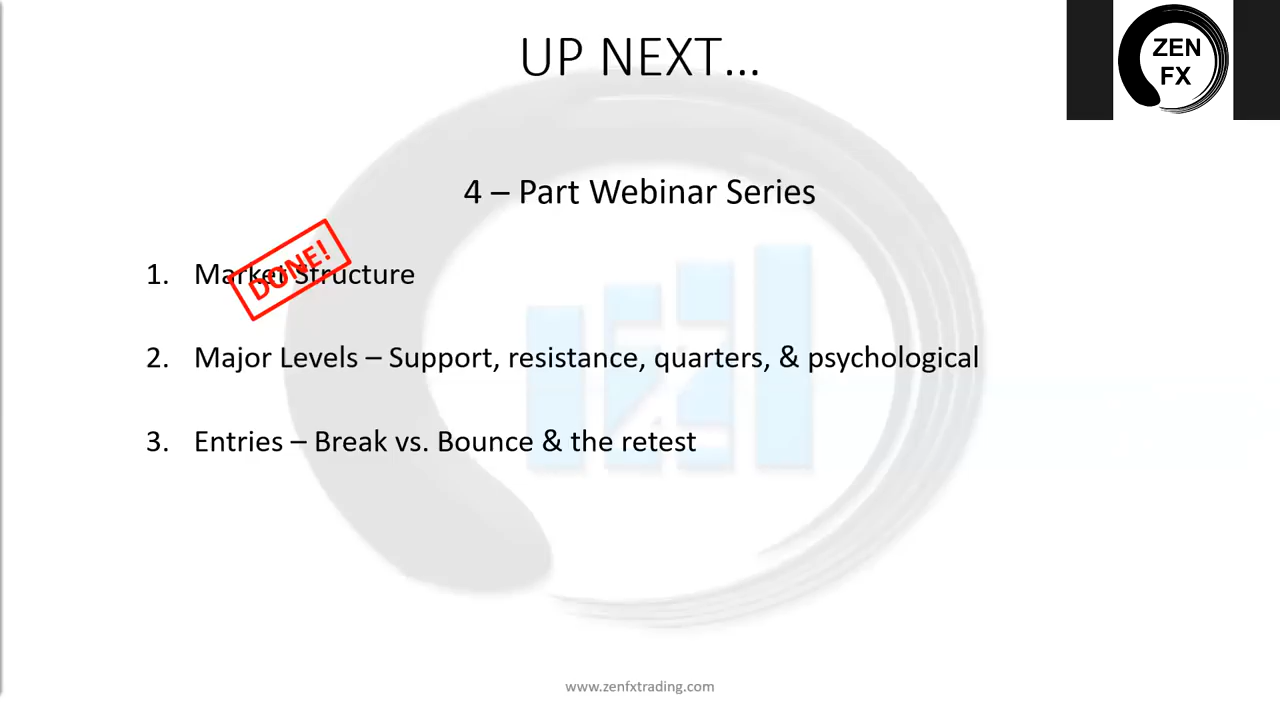 UP NEXT...
ZEN
FX
4 – Part Webinar Series
DONE!
1. Market Structure
2. Major Levels – Support, resistance, quarters, & psychological
3. Entries – Break vs. Bounce & the retest
www.zenfxtrading.com